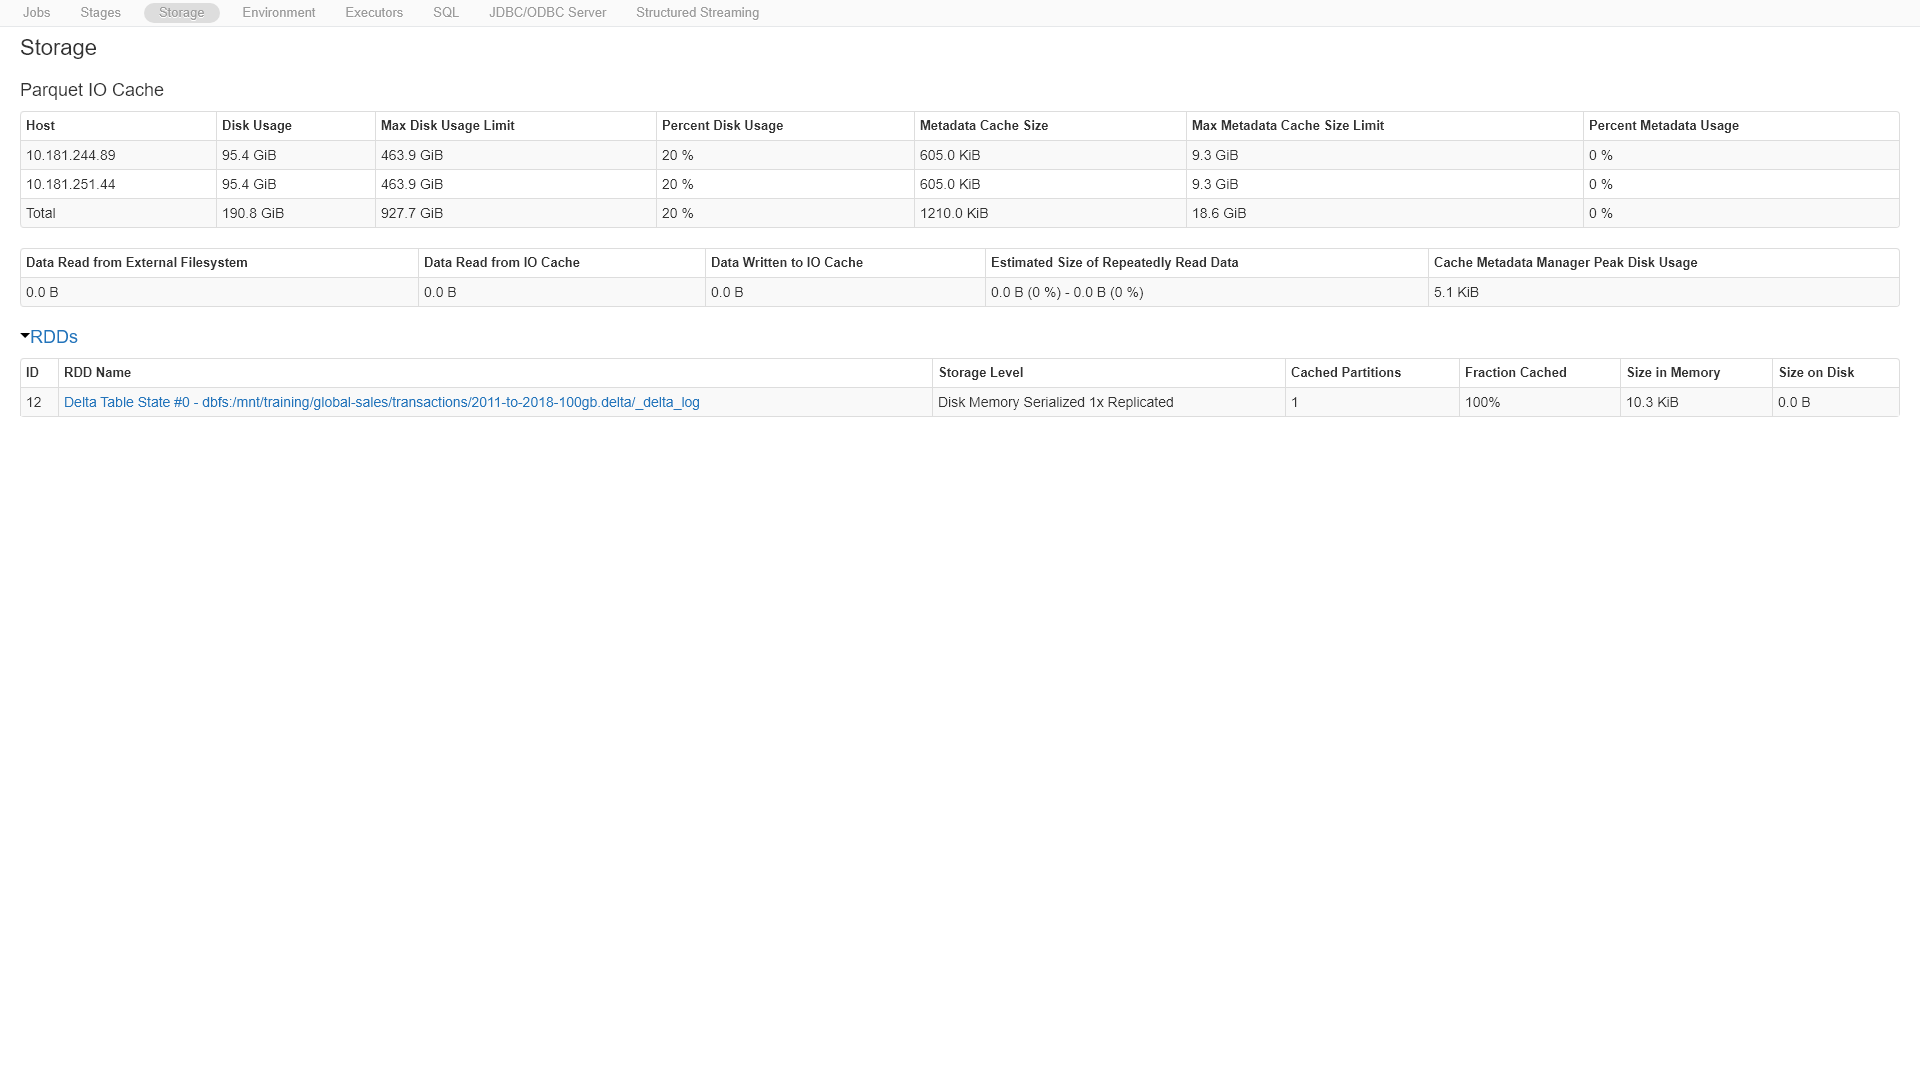 Jobs Stages Storage Environment Executors SQL JDBC/ODBC Server Structured Streaming
Storage
Parquet IO Cache
Host Disk Usage Max Disk Usage Limit Percent Disk Usage Metadata Cache Size Max Metadata Cache Size Limit Percent Metadata Usage
10.181.244.89 95.4 GiB 463.9 GiB 20 % 605.0 KiB 9.3 GiB 0 %
10.181.251.44 95.4 GiB 463.9 GiB 20 % 605.0 KiB 9.3 GiB 0 %
Total 190.8 GiB 927.7 GiB 20 % 1210.0 KiB 18.6 GiB 0 %
Data Read from External Filesystem Data Read from IO Cache Data Written to IO Cache Estimated Size of Repeatedly Read Data Cache Metadata Manager Peak Disk Usage
0.0 B 0.0 B 0.0 B 0.0 B (0 %) - 0.0 B (0 %) 5.1 KiB
RDDs
ID RDD Name Storage Level Cached Partitions Fraction Cached Size in Memory Size on Disk
12 Delta Table State #0 - dbfs:/mnt/training/global-sales/transactions/2011-to-2018-100gb.delta/_delta_log Disk Memory Serialized 1x Replicated 1 100% 10.3 KiB 0.0 B